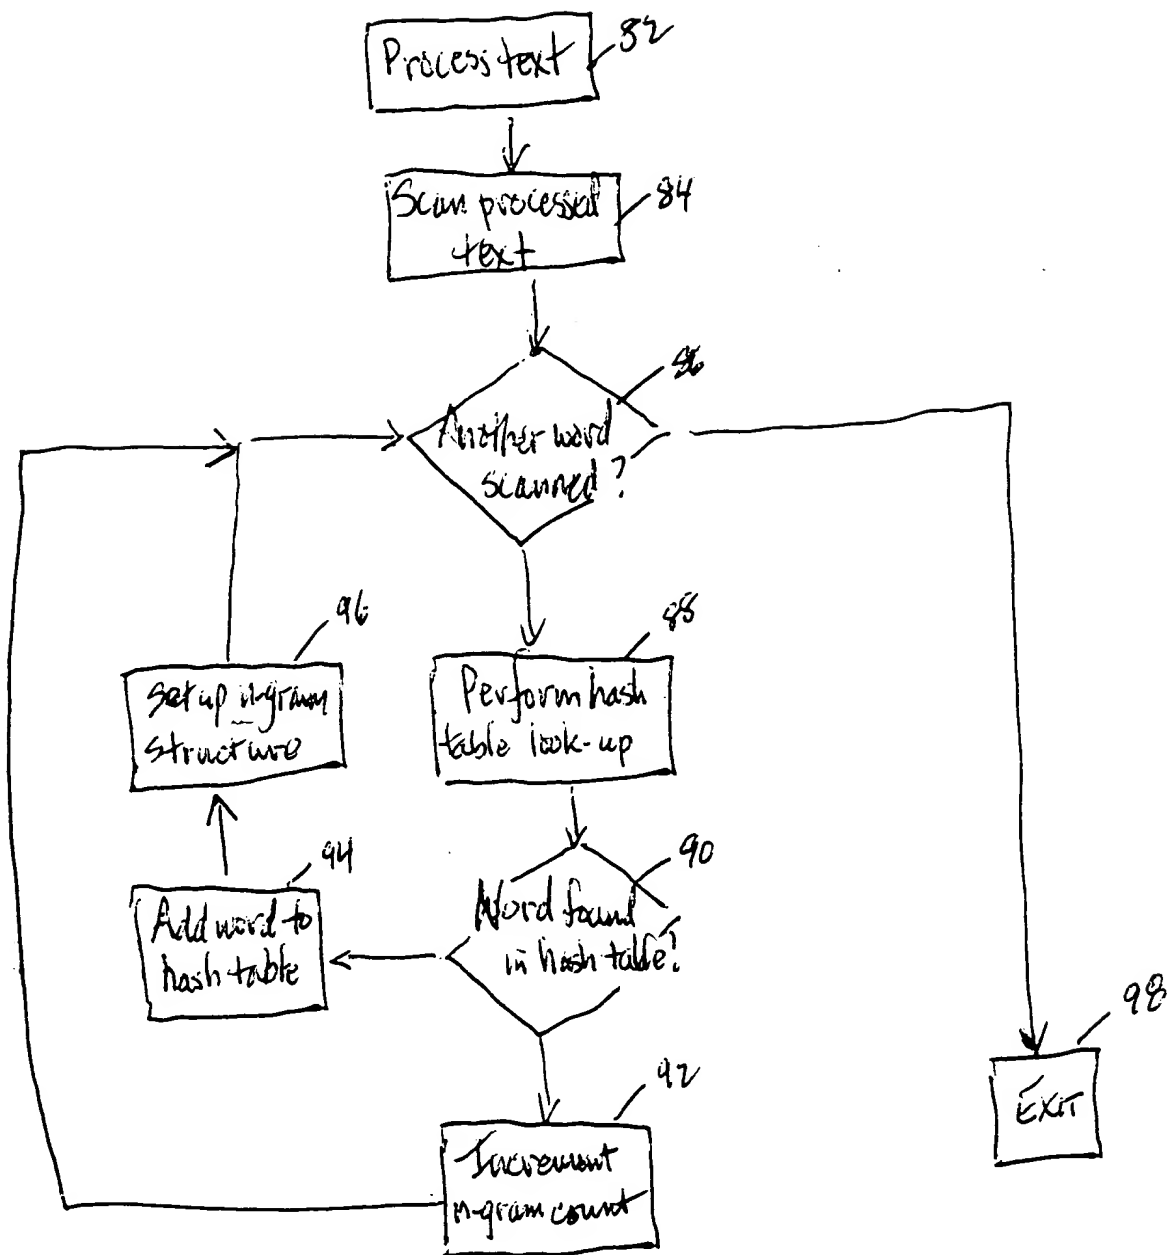 Process text
82
Scan processed
text
84
86
Another word
scanned?
96
88
Set up n-gram
structure
Perform hash
table look-up
94
90
Add word to
hash table
Word found
in hash table?
98
92
EXIT
Increment
n-gram count